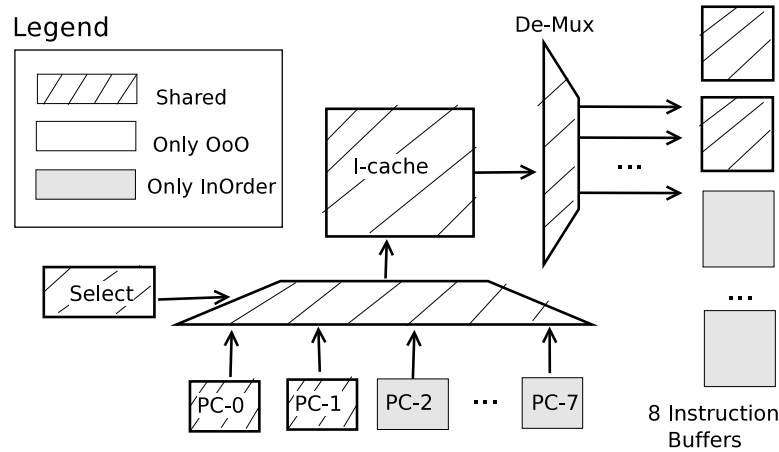 Legend
Shared
Only OoO
Only InOrder
De-Mux
I-cache
...
Select
PC-0
PC-1
PC-2
...
PC-7
...
8 Instruction
Buffers